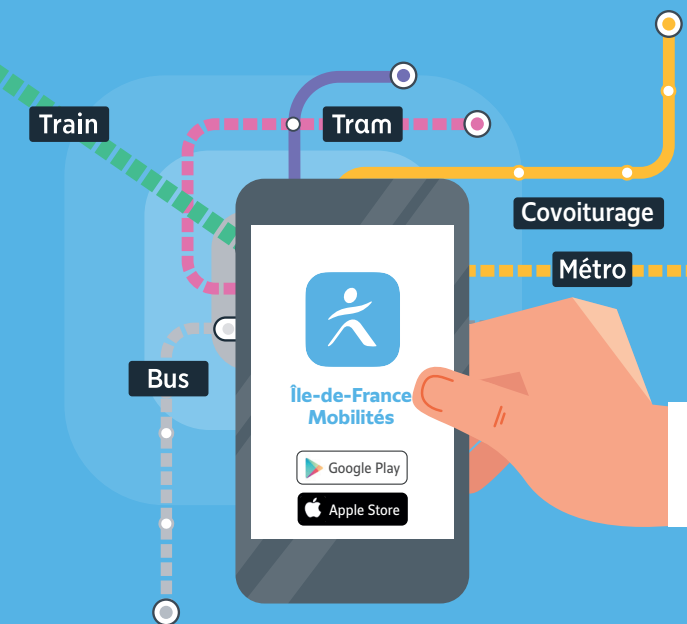 Train
Tram
Covoiturage
Métro
Bus
Île-de-France
Mobilités
Google Play
Apple Store